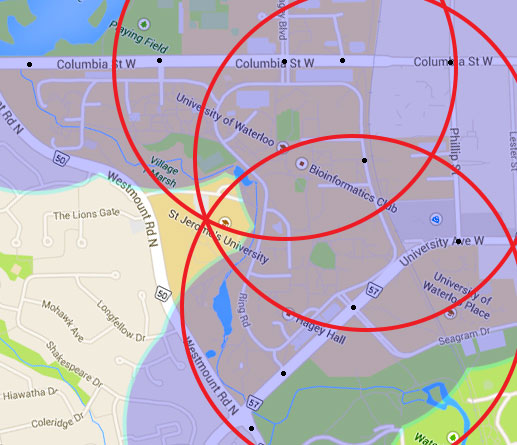 Playing Field
gey Blvd
Columbia St W
Columbia St W
Columbia St W
University of Waterloo
Phillip St
Lester St
nt Rd N
50
Village
Marsh
Bioinformatics Club
Westmount Rd N
The Lions Gate
St Jerome's University
University Ave W
50
57
University of
Waterloo Place
Ring Rd
Longfellow Dr
Mohawk Ave
Hagey Hall
Seagram Dr
Westmount Rd N
Shakespeare Dr
Hiawatha Dr
57
Coleridge Dr
Wate